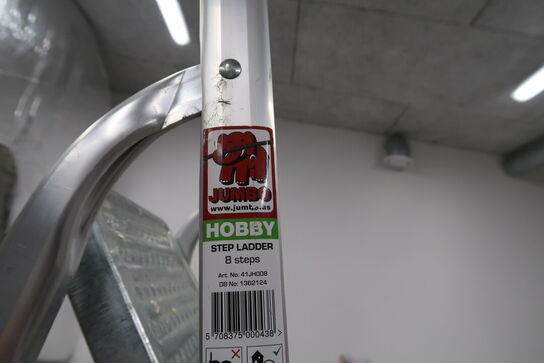 JUMBO
www.jumbo.as
HOBBY
STEP LADDER
8 steps
Art. No: 41JH008
DB No: 1362124
5 708375 000438 >